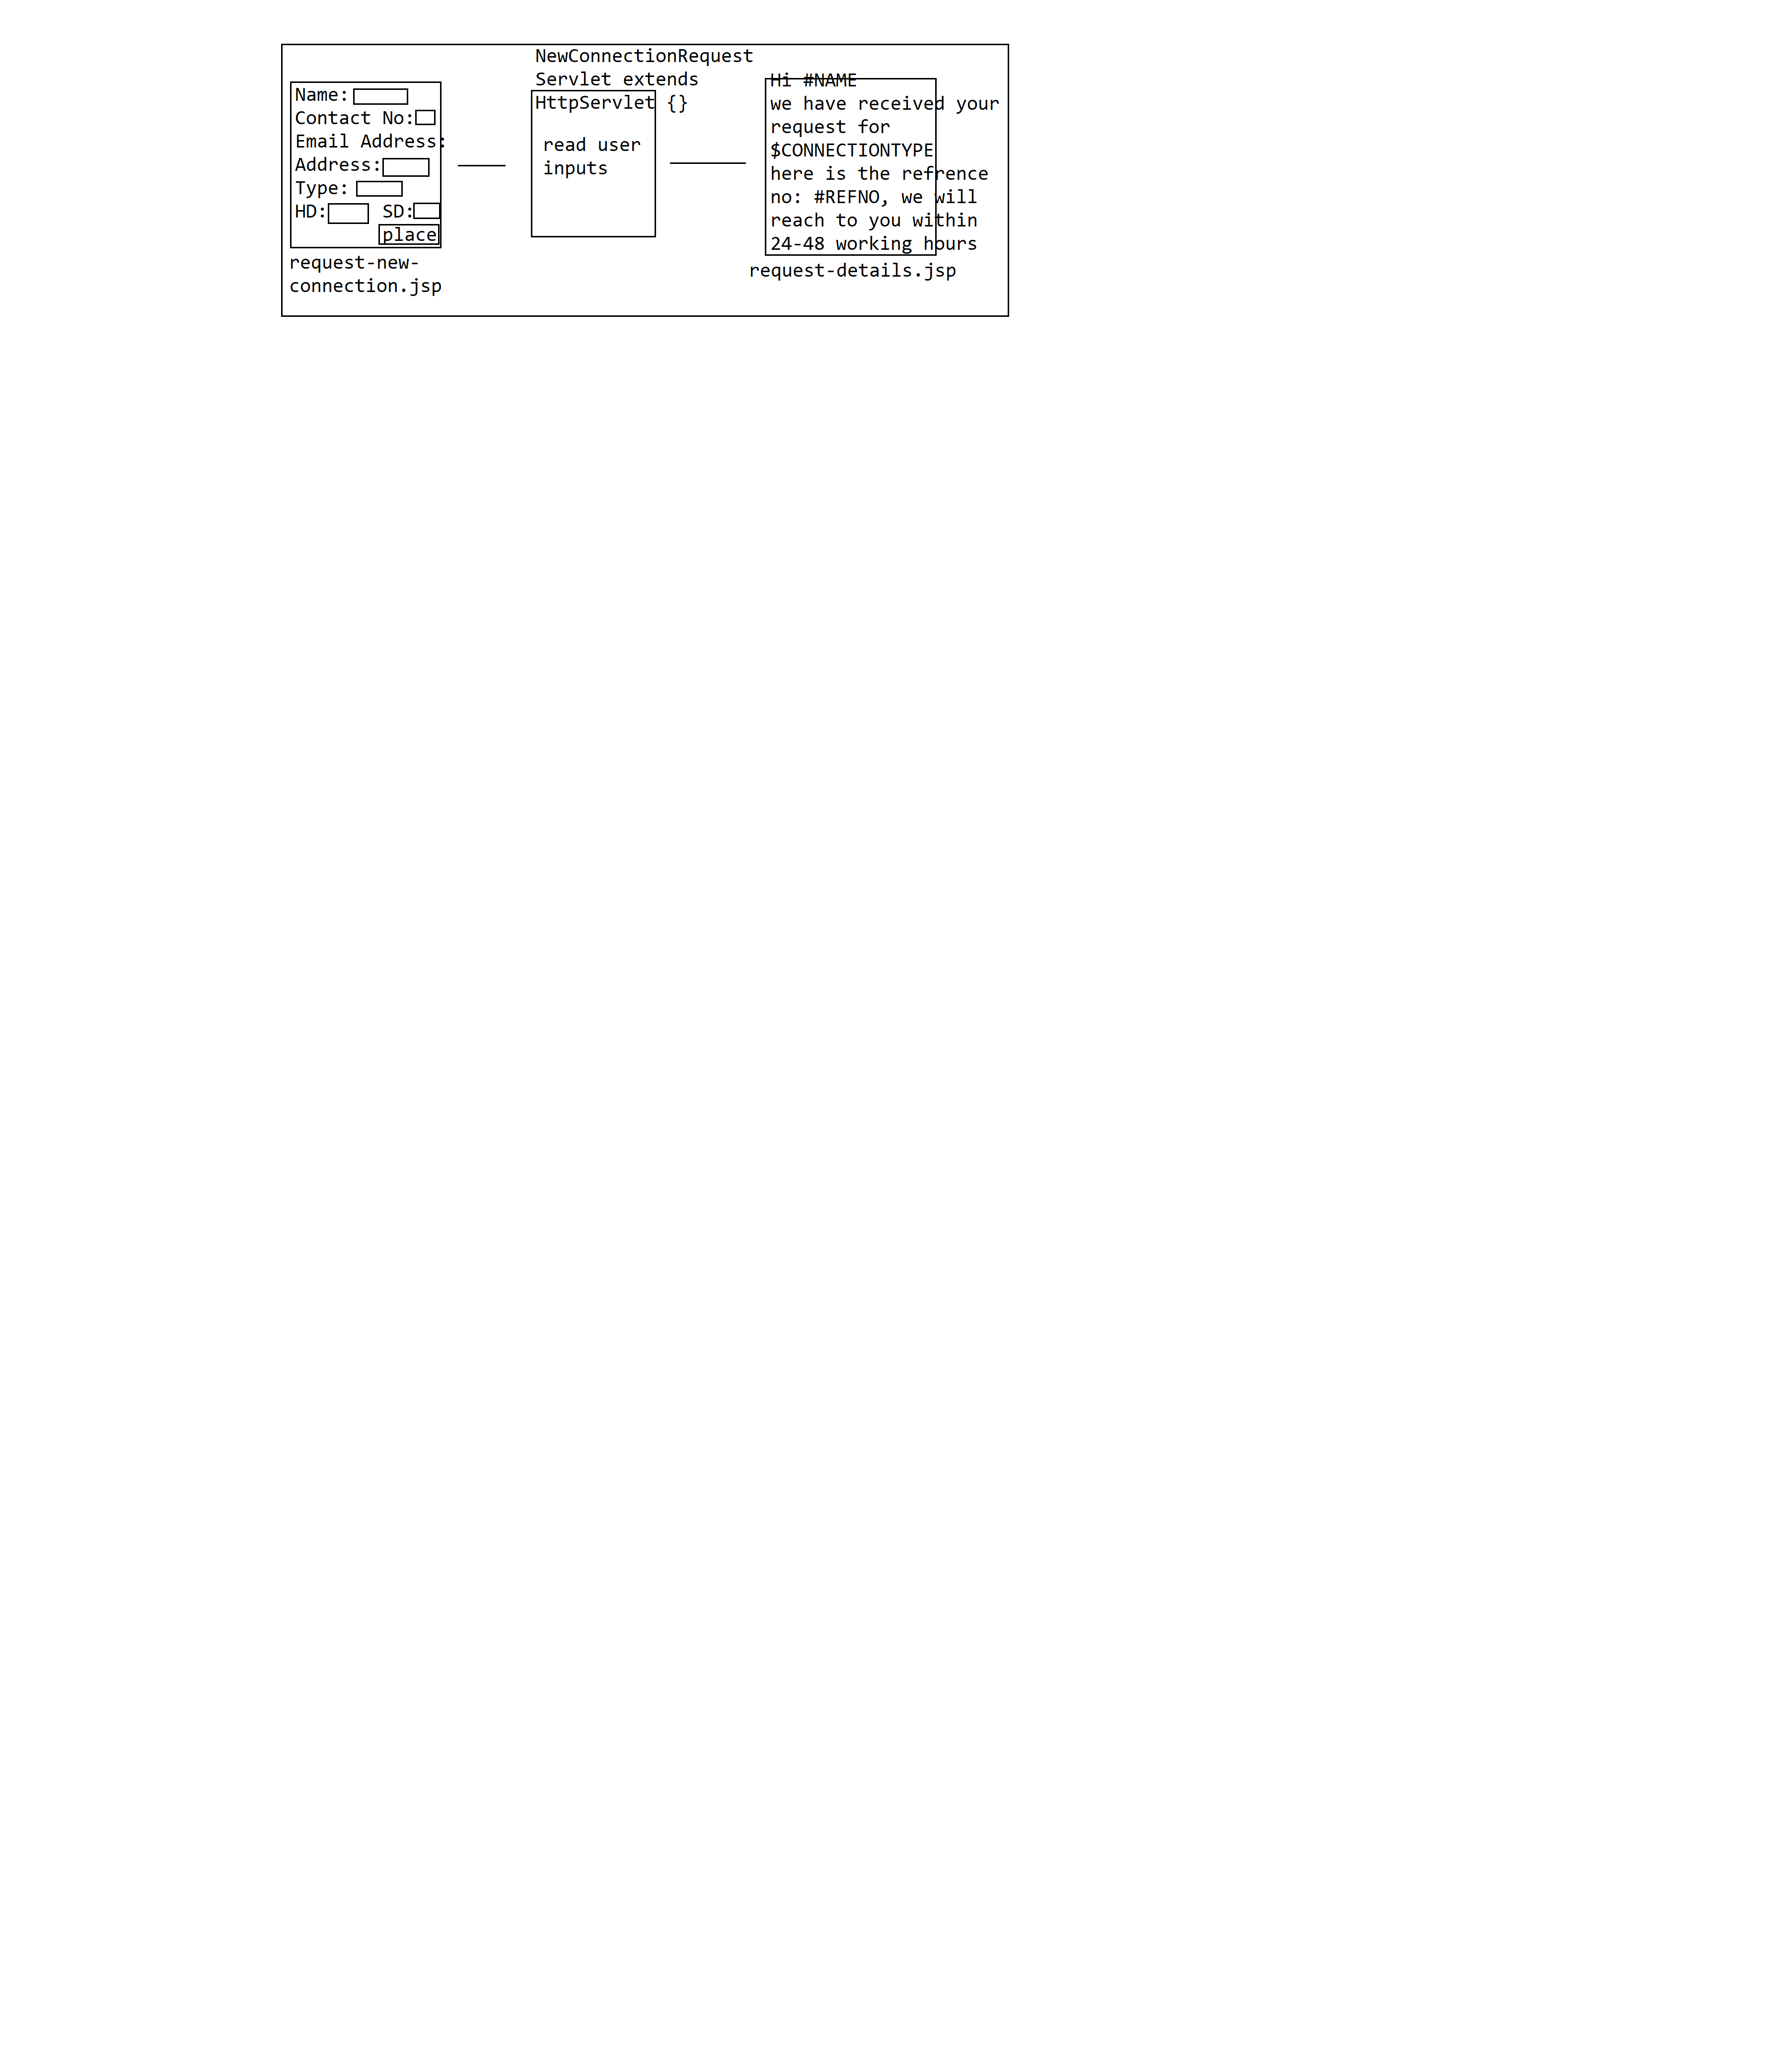 Name:
Contact No:
Email Address:
Address:
Type:
HD: SD:
place
request-new-
connection.jsp
NewConnectionRequest
Servlet extends
HttpServlet {}
read user
inputs
Hi #NAME
we have received your
request for
$CONNECTIONTYPE
here is the refrence
no: #REFNO, we will
reach to you within
24-48 working hours
request-details.jsp